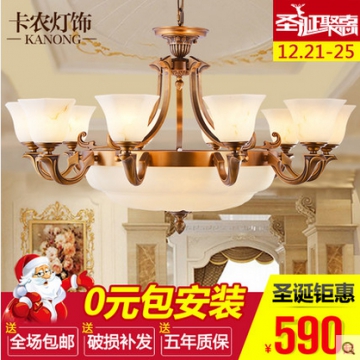 卡农灯饰
KANONG
圣诞聚惠
12.21-25
0元包安装
圣诞钜惠
送全场包邮
送破损补发
送五年质保
¥590